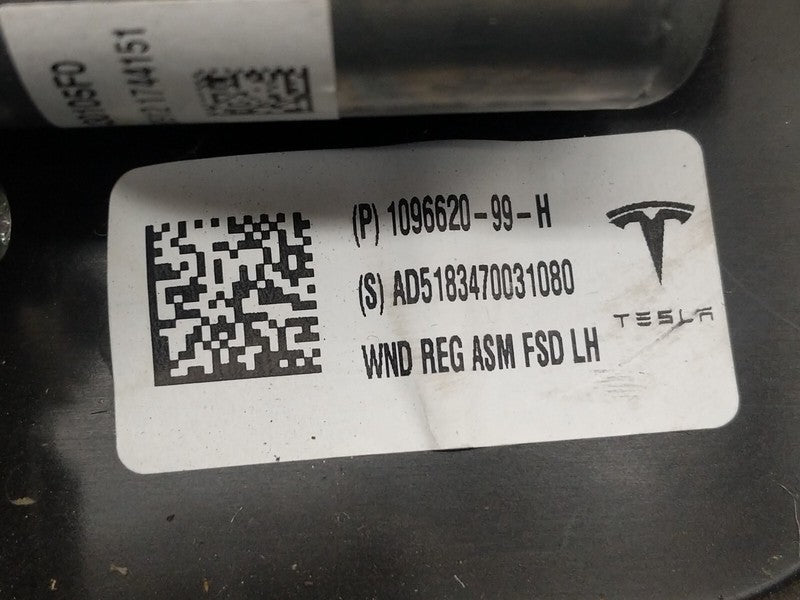 (P) 1096620-99-H
(S) AD5183470031080
WND REG ASM FSD LH
TESLA